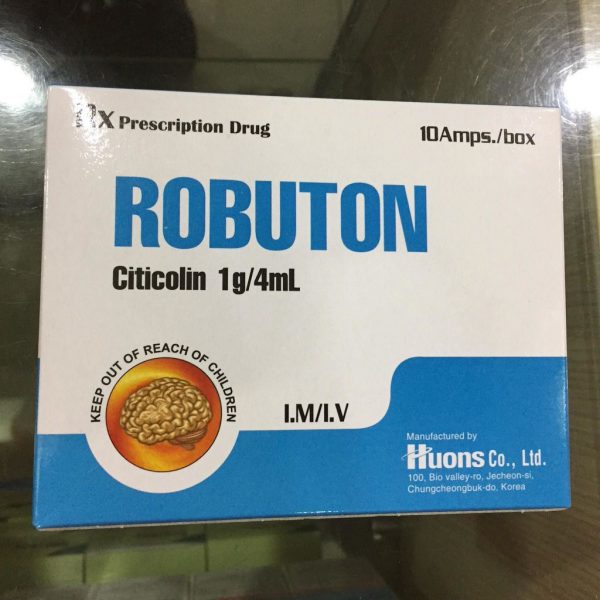 Rx Prescription Drug
10Amps./box
ROBUTON
Citicolin 1g/4mL
KEEP OUT OF REACH OF CHILDREN
I.M/I.V
Manufactured by
Huons Co., Ltd.
100, Bio valley-ro, Jecheon-si,
Chungcheongbuk-do, Korea